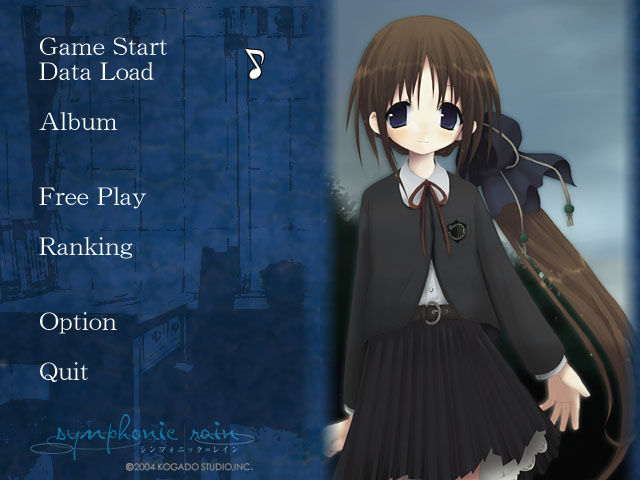 Game Start
Data Load
Album
Free Play
Ranking
Option
Quit
symphonic rain
シンフォニック=レイン
©2004 KOGADO STUDIO,INC.